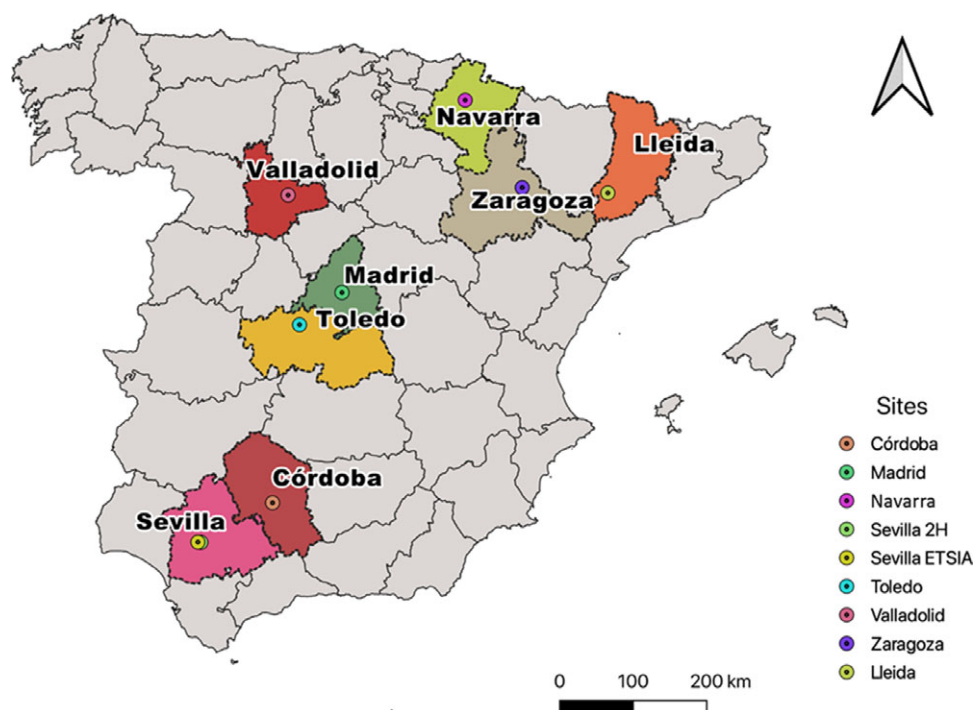 Navarra
Lleida
Valladolid
Zaragoza
Madrid
Toledo
Córdoba
Sevilla
Sites
Córdoba
Madrid
Navarra
Sevilla 2H
Sevilla ETSIA
Toledo
Valladolid
Zaragoza
Lleida
0 100 200 km